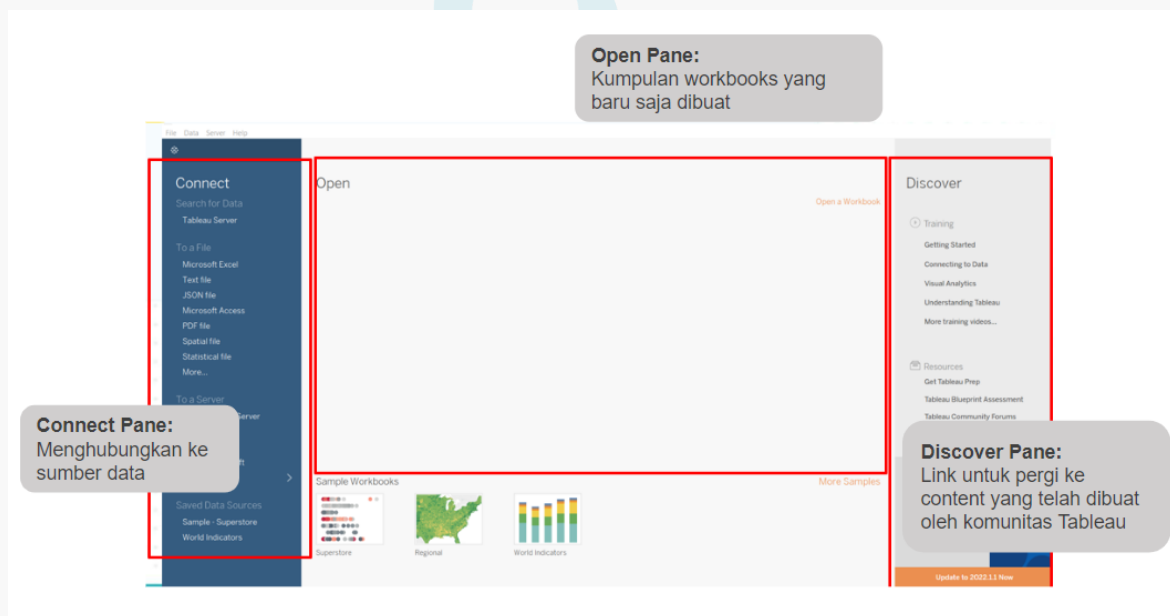 Open Pane:
Kumpulan workbooks yang
baru saja dibuat
File Data Server Help
Connect
Search for Data
Tableau Server
To a File
Microsoft Excel
Text file
JSON file
Microsoft Access
PDF file
Spatial file
Statistical file
More...
To a Server
Server
Connect Pane:
Menghubungkan ke
sumber data
Saved Data Sources
Sample - Superstore
World Indicators
Open
Open a Workbook
Sample Workbooks
More Samples
Superstore
Regional
World Indicators
Discover
Training
Getting Started
Connecting to Data
Visual Analytics
Understanding Tableau
More training videos...
Resources
Get Tableau Prep
Tableau Blueprint Assessment
Tableau Community Forums
Discover Pane:
Link untuk pergi ke
content yang telah dibuat
oleh komunitas Tableau
Update to 2022.1.1 Now